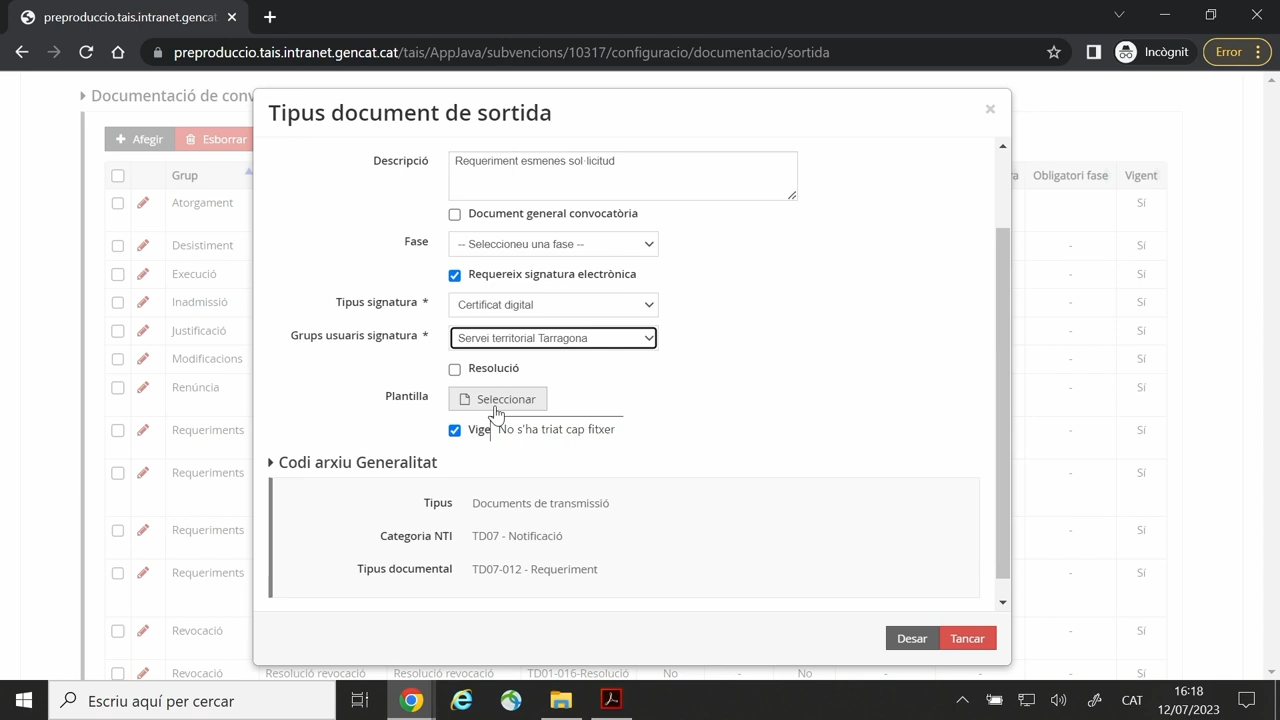 preproduccio.tais.intranet.gencat
preproduccio.tais.intranet.gencat.cat/tais/AppJava/subvencions/10317/configuracio/documentacio/sortida
Incògnit
Error
Documentació de conv
Tipus document de sortida
Afegir
Esborrar
Grup
Obligatori fase
Vigent
Atorgament
Sí
Desistiment
-
Sí
Execució
-
Sí
Inadmissió
-
Sí
Justificació
-
Sí
Modificacions
-
Sí
Renúncia
-
Sí
Requeriments
-
Sí
Requeriments
-
Sí
Requeriments
-
Sí
Requeriments
-
Sí
Revocació
-
Sí
Revocació
Resolució revocació
Resolució revocació
TD01-016-Resolució
No
-
No
-
-
Sí
Descripció
Requeriment esmenes sol·licitud
Document general convocatòria
Fase
-- Seleccioneu una fase --
Requereix signatura electrònica
Tipus signatura *
Certificat digital
Grups usuaris signatura *
Servei territorial Tarragona
Resolució
Plantilla
Seleccionar
Vige
No s'ha triat cap fitxer
Codi arxiu Generalitat
Tipus
Documents de transmissió
Categoria NTI
TD07 - Notificació
Tipus documental
TD07-012 - Requeriment
Desar
Tancar
Escriu aquí per cercar
CAT
16:18
12/07/2023